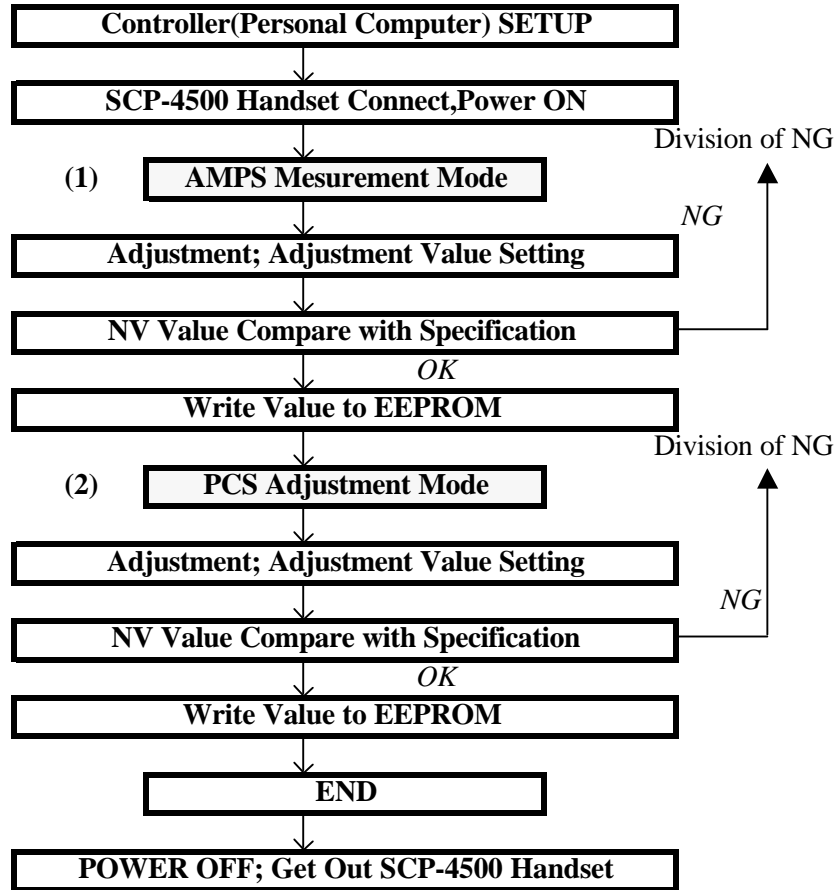 Controller(Personal Computer) SETUP
SCP-4500 Handset Connect,Power ON
Division of NG
(1) AMPS Mesurement Mode
NG
Adjustment; Adjustment Value Setting
NV Value Compare with Specification
OK
Write Value to EEPROM
Division of NG
(2) PCS Adjustment Mode
Adjustment; Adjustment Value Setting
NG
NV Value Compare with Specification
OK
Write Value to EEPROM
END
POWER OFF; Get Out SCP-4500 Handset